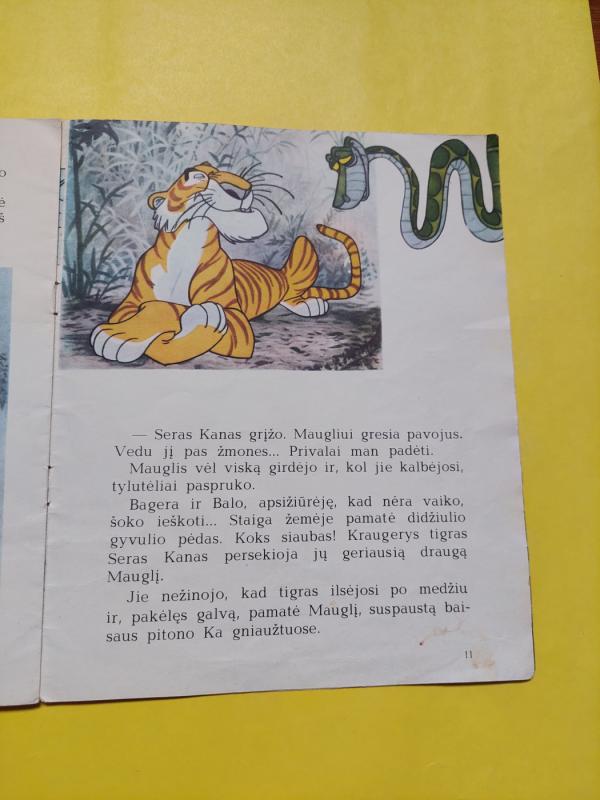 o
ė
š
— Seras Kanas grįžo. Maugliui gresia pavojus.
Vedu jį pas žmones... Privalai man padėti.
Mauglis vėl viską girdėjo ir, kol jie kalbėjosi,
tylutėliai paspruko.
Bagera ir Balo, apsižiūrėję, kad nėra vaiko,
šoko ieškoti... Staiga žemėje pamatė didžiulio
gyvulio pėdas. Koks siaubas! Kraugerys tigras
Seras Kanas persekioja jų geriausią draugą
Mauglį.
Jie nežinojo, kad tigras ilsėjosi po medžiu
ir, pakėlęs galvą, pamatė Mauglį, suspaustą bai-
saus pitono Ka gniaužtuose.
11